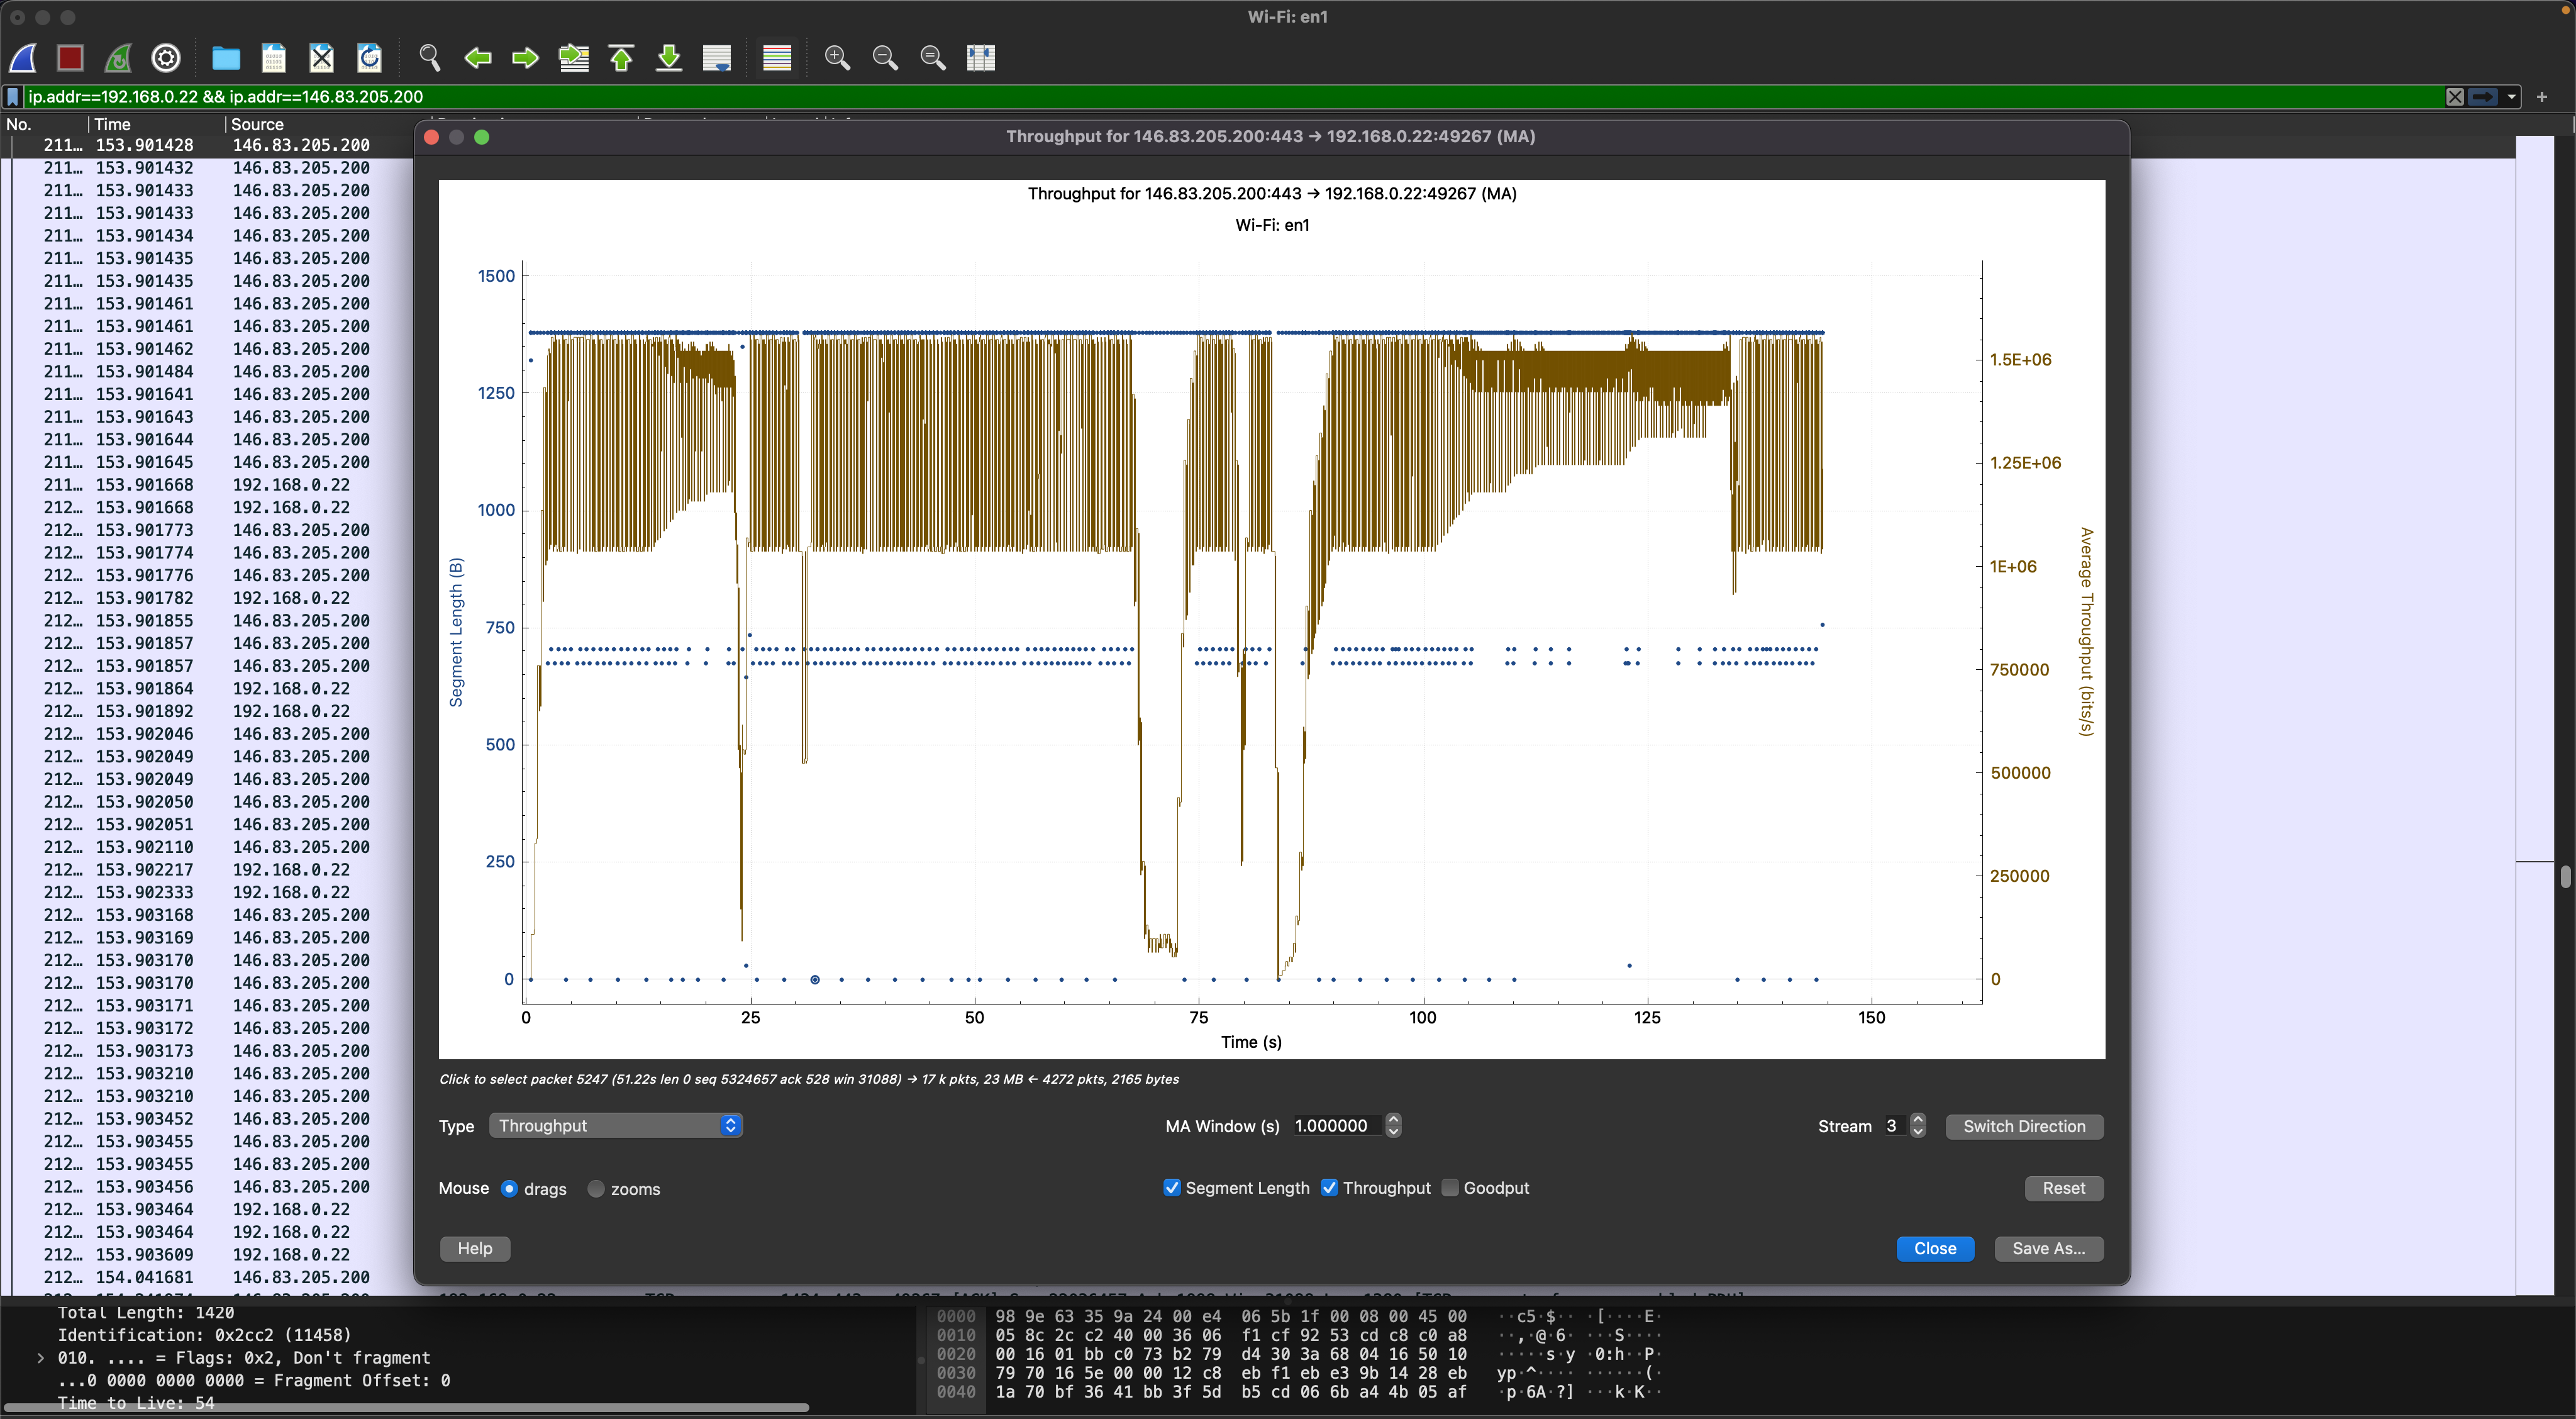 Wi-Fi: en1
ip.addr==192.168.0.22 && ip.addr==146.83.205.200
No. Time Source
211… 153.901428 146.83.205.200
211… 153.901432 146.83.205.200
211… 153.901433 146.83.205.200
211… 153.901433 146.83.205.200
211… 153.901434 146.83.205.200
211… 153.901435 146.83.205.200
211… 153.901435 146.83.205.200
211… 153.901461 146.83.205.200
211… 153.901461 146.83.205.200
211… 153.901462 146.83.205.200
211… 153.901484 146.83.205.200
211… 153.901641 146.83.205.200
211… 153.901643 146.83.205.200
211… 153.901644 146.83.205.200
211… 153.901645 146.83.205.200
211… 153.901668 192.168.0.22
212… 153.901668 192.168.0.22
212… 153.901773 146.83.205.200
212… 153.901774 146.83.205.200
212… 153.901776 146.83.205.200
212… 153.901782 192.168.0.22
212… 153.901855 146.83.205.200
212… 153.901857 146.83.205.200
212… 153.901857 146.83.205.200
212… 153.901864 192.168.0.22
212… 153.901892 192.168.0.22
212… 153.902046 146.83.205.200
212… 153.902049 146.83.205.200
212… 153.902049 146.83.205.200
212… 153.902050 146.83.205.200
212… 153.902051 146.83.205.200
212… 153.902110 146.83.205.200
212… 153.902217 192.168.0.22
212… 153.902333 192.168.0.22
212… 153.903168 146.83.205.200
212… 153.903169 146.83.205.200
212… 153.903170 146.83.205.200
212… 153.903170 146.83.205.200
212… 153.903171 146.83.205.200
212… 153.903172 146.83.205.200
212… 153.903173 146.83.205.200
212… 153.903210 146.83.205.200
212… 153.903210 146.83.205.200
212… 153.903452 146.83.205.200
212… 153.903455 146.83.205.200
212… 153.903455 146.83.205.200
212… 153.903456 146.83.205.200
212… 153.903464 192.168.0.22
212… 153.903464 192.168.0.22
212… 153.903609 192.168.0.22
212… 154.041681 146.83.205.200
Throughput for 146.83.205.200:443 → 192.168.0.22:49267 (MA)
Throughput for 146.83.205.200:443 → 192.168.0.22:49267 (MA)
Wi-Fi: en1
Segment Length (B)
1500
1250
1000
750
500
250
0
Average Throughput (bits/s)
1.5E+06
1.25E+06
1E+06
750000
500000
250000
0
0 25 50 75 100 125 150
Time (s)
Click to select packet 5247 (51.22s len 0 seq 5324657 ack 528 win 31088) → 17 k pkts, 23 MB ← 4272 pkts, 2165 bytes
Type Throughput MA Window (s) 1.000000 Stream 3 Switch Direction
Mouse drags zooms Segment Length Throughput Goodput Reset
Help Close Save As...
Total Length: 1420
Identification: 0x2cc2 (11458)
010. .... = Flags: 0x2, Don't fragment
...0 0000 0000 0000 = Fragment Offset: 0
Time to Live: 54
0000 98 9e 63 35 9a 24 00 e4 06 5b 1f 00 08 00 45 00 ··c5·$·· ·[····E·
0010 05 8c 2c c2 40 00 36 06 f1 cf 92 53 cd c8 c0 a8 ··,·@·6· ···S····
0020 00 16 01 bb c0 73 b2 79 d4 30 3a 68 04 16 50 10 ·····s·y ·0:h··P·
0030 79 70 16 5e 00 00 12 c8 eb f1 eb e3 9b 14 28 eb yp·^···· ······(·
0040 1a 70 bf 36 41 bb 3f 5d b5 cd 06 6b a4 4b 05 af ·p·6A·?] ···k·K··